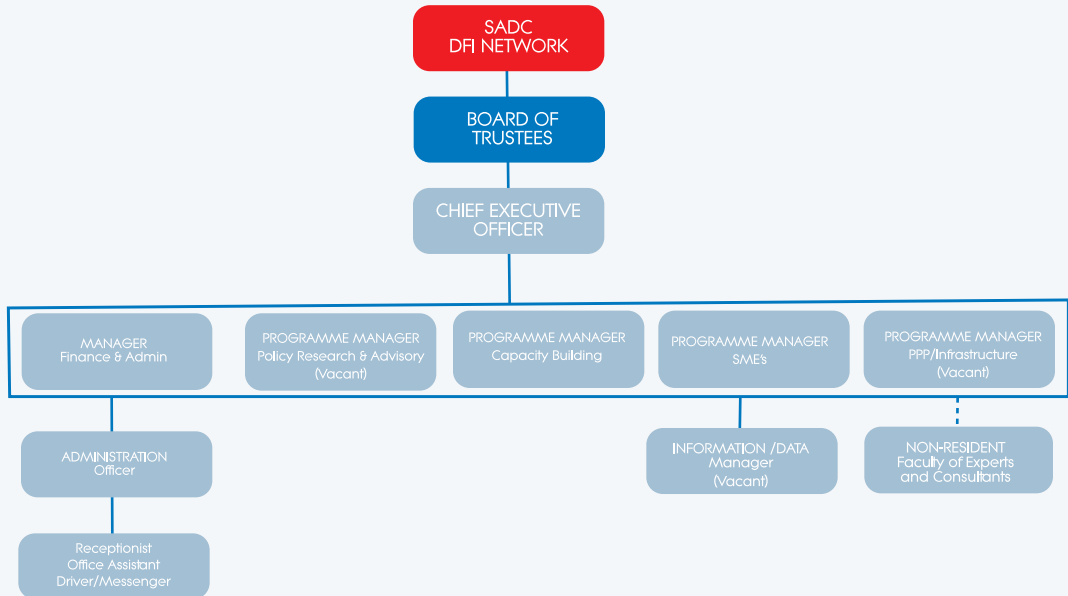 SADC
DFI NETWORK
BOARD OF
TRUSTEES
CHIEF EXECUTIVE
OFFICER
MANAGER
Finance & Admin
PROGRAMME MANAGER
Policy Research & Advisory
(Vacant)
PROGRAMME MANAGER
Capacity Building
PROGRAMME MANAGER
SME's
PROGRAMME MANAGER
PPP/Infrastructure
(Vacant)
ADMINISTRATION
Officer
INFORMATION /DATA
Manager
(Vacant)
NON-RESIDENT
Faculty of Experts
and Consultants
Receptionist
Office Assistant
Driver/Messenger